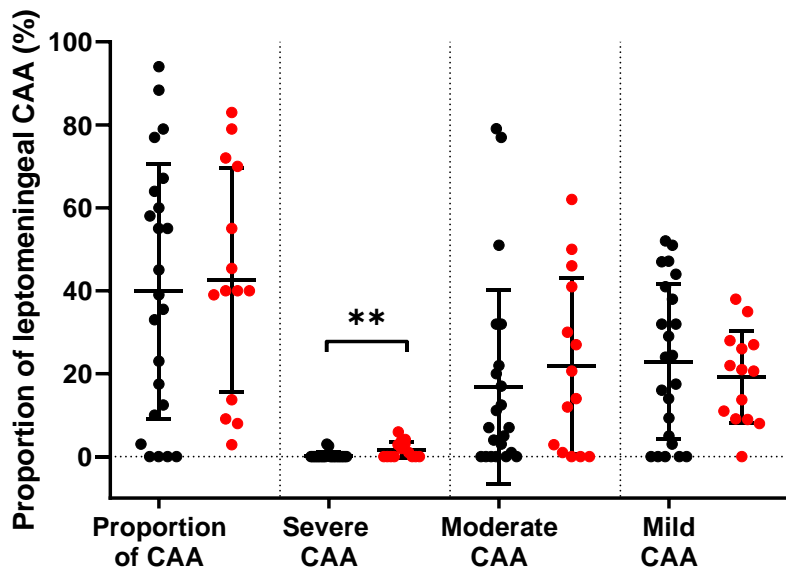 Proportion of leptomeningeal CAA (%)
100
80
60
40
20
0
**
Proportion
of CAA
Severe
CAA
Moderate
CAA
Mild
CAA